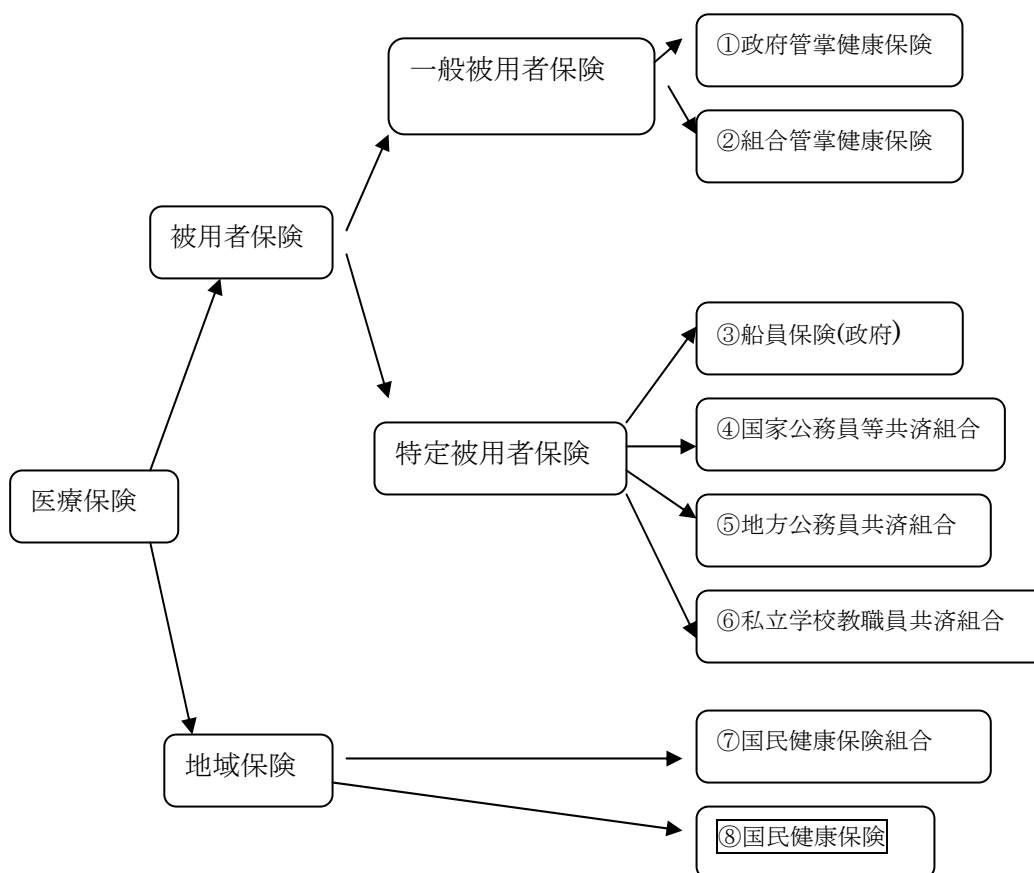 医療保険
被用者保険
地域保険
一般被用者保険
特定被用者保険
①政府管掌健康保険
②組合管掌健康保険
③船員保険(政府)
④国家公務員等共済組合
⑤地方公務員共済組合
⑥私立学校教職員共済組合
⑦国民健康保険組合
⑧国民健康保険